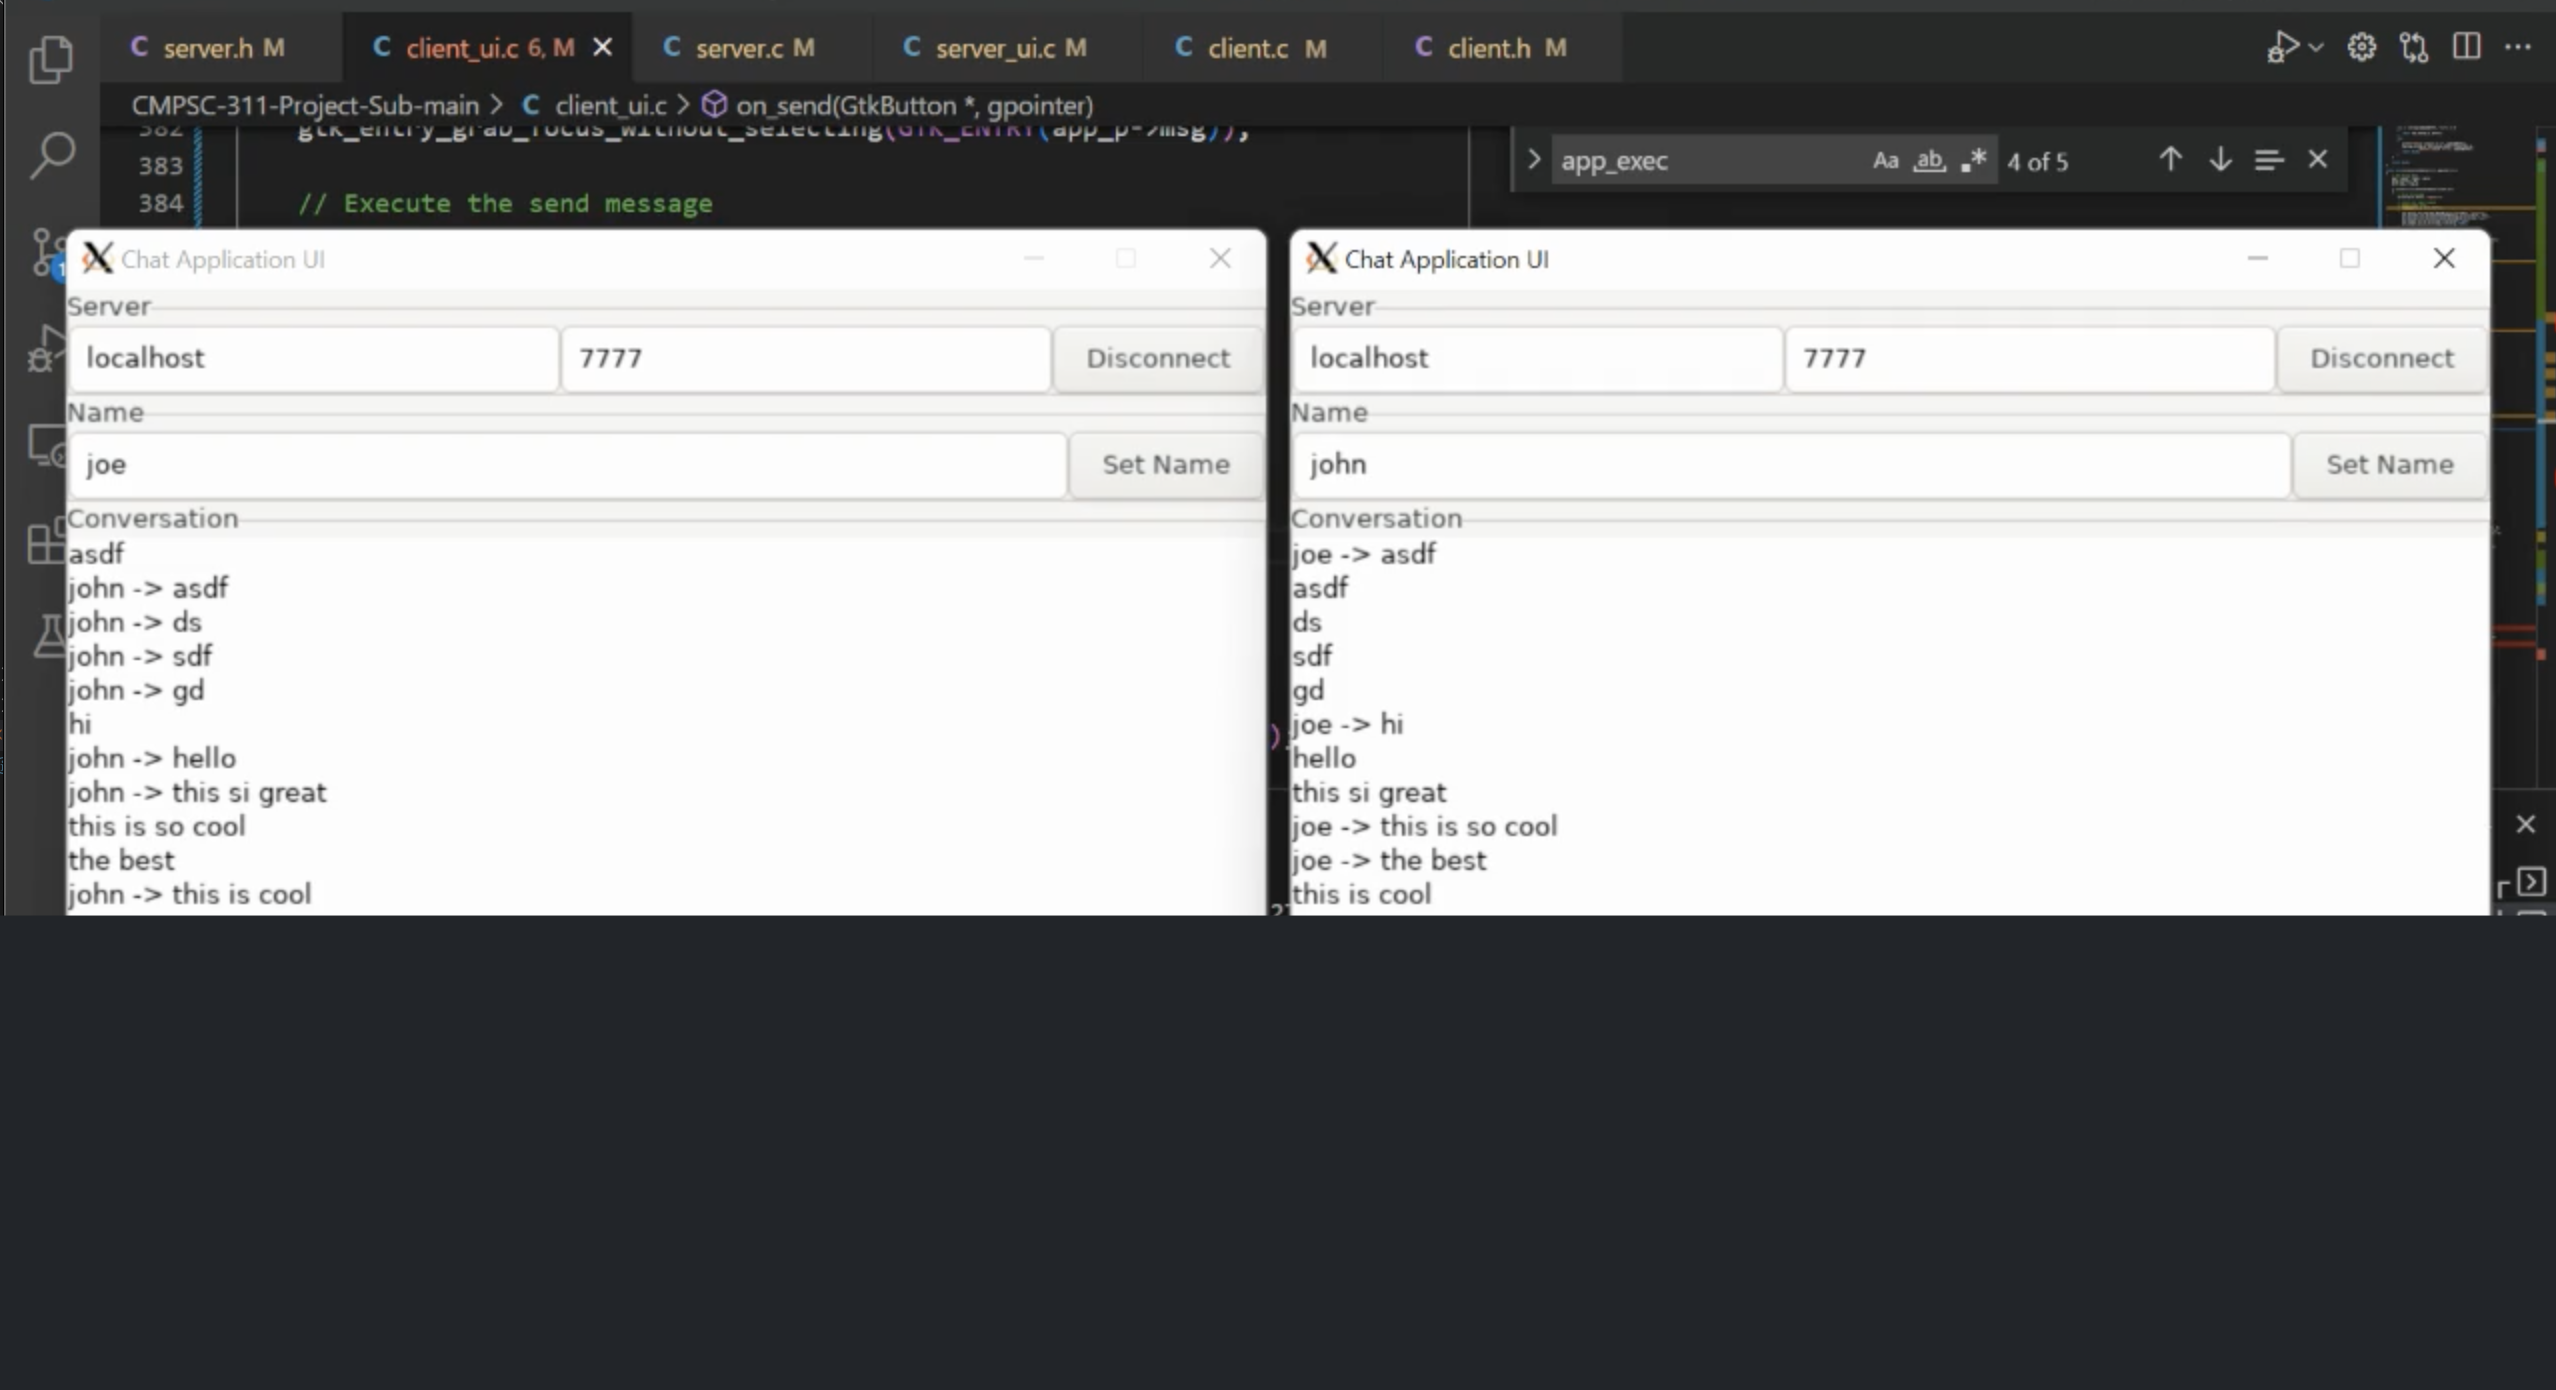 server.h M
client_ui.c 6, M
server.c M
server_ui.c M
client.c M
client.h M
CMPSC-311-Project-Sub-main > client_ui.c > on_send(GtkButton *, gpointer)
382 gtk_entry_grab_focus_without_selecting(GTK_ENTRY(app_p->msg));
383
384 // Execute the send message
app_exec
Aa ab, .* 4 of 5
Chat Application UI
Server
localhost 7777 Disconnect
Name
joe Set Name
Conversation
asdf
john -> asdf
john -> ds
john -> sdf
john -> gd
hi
john -> hello
john -> this si great
this is so cool
the best
john -> this is cool
Chat Application UI
Server
localhost 7777 Disconnect
Name
john Set Name
Conversation
joe -> asdf
asdf
ds
sdf
gd
joe -> hi
hello
this si great
joe -> this is so cool
joe -> the best
this is cool